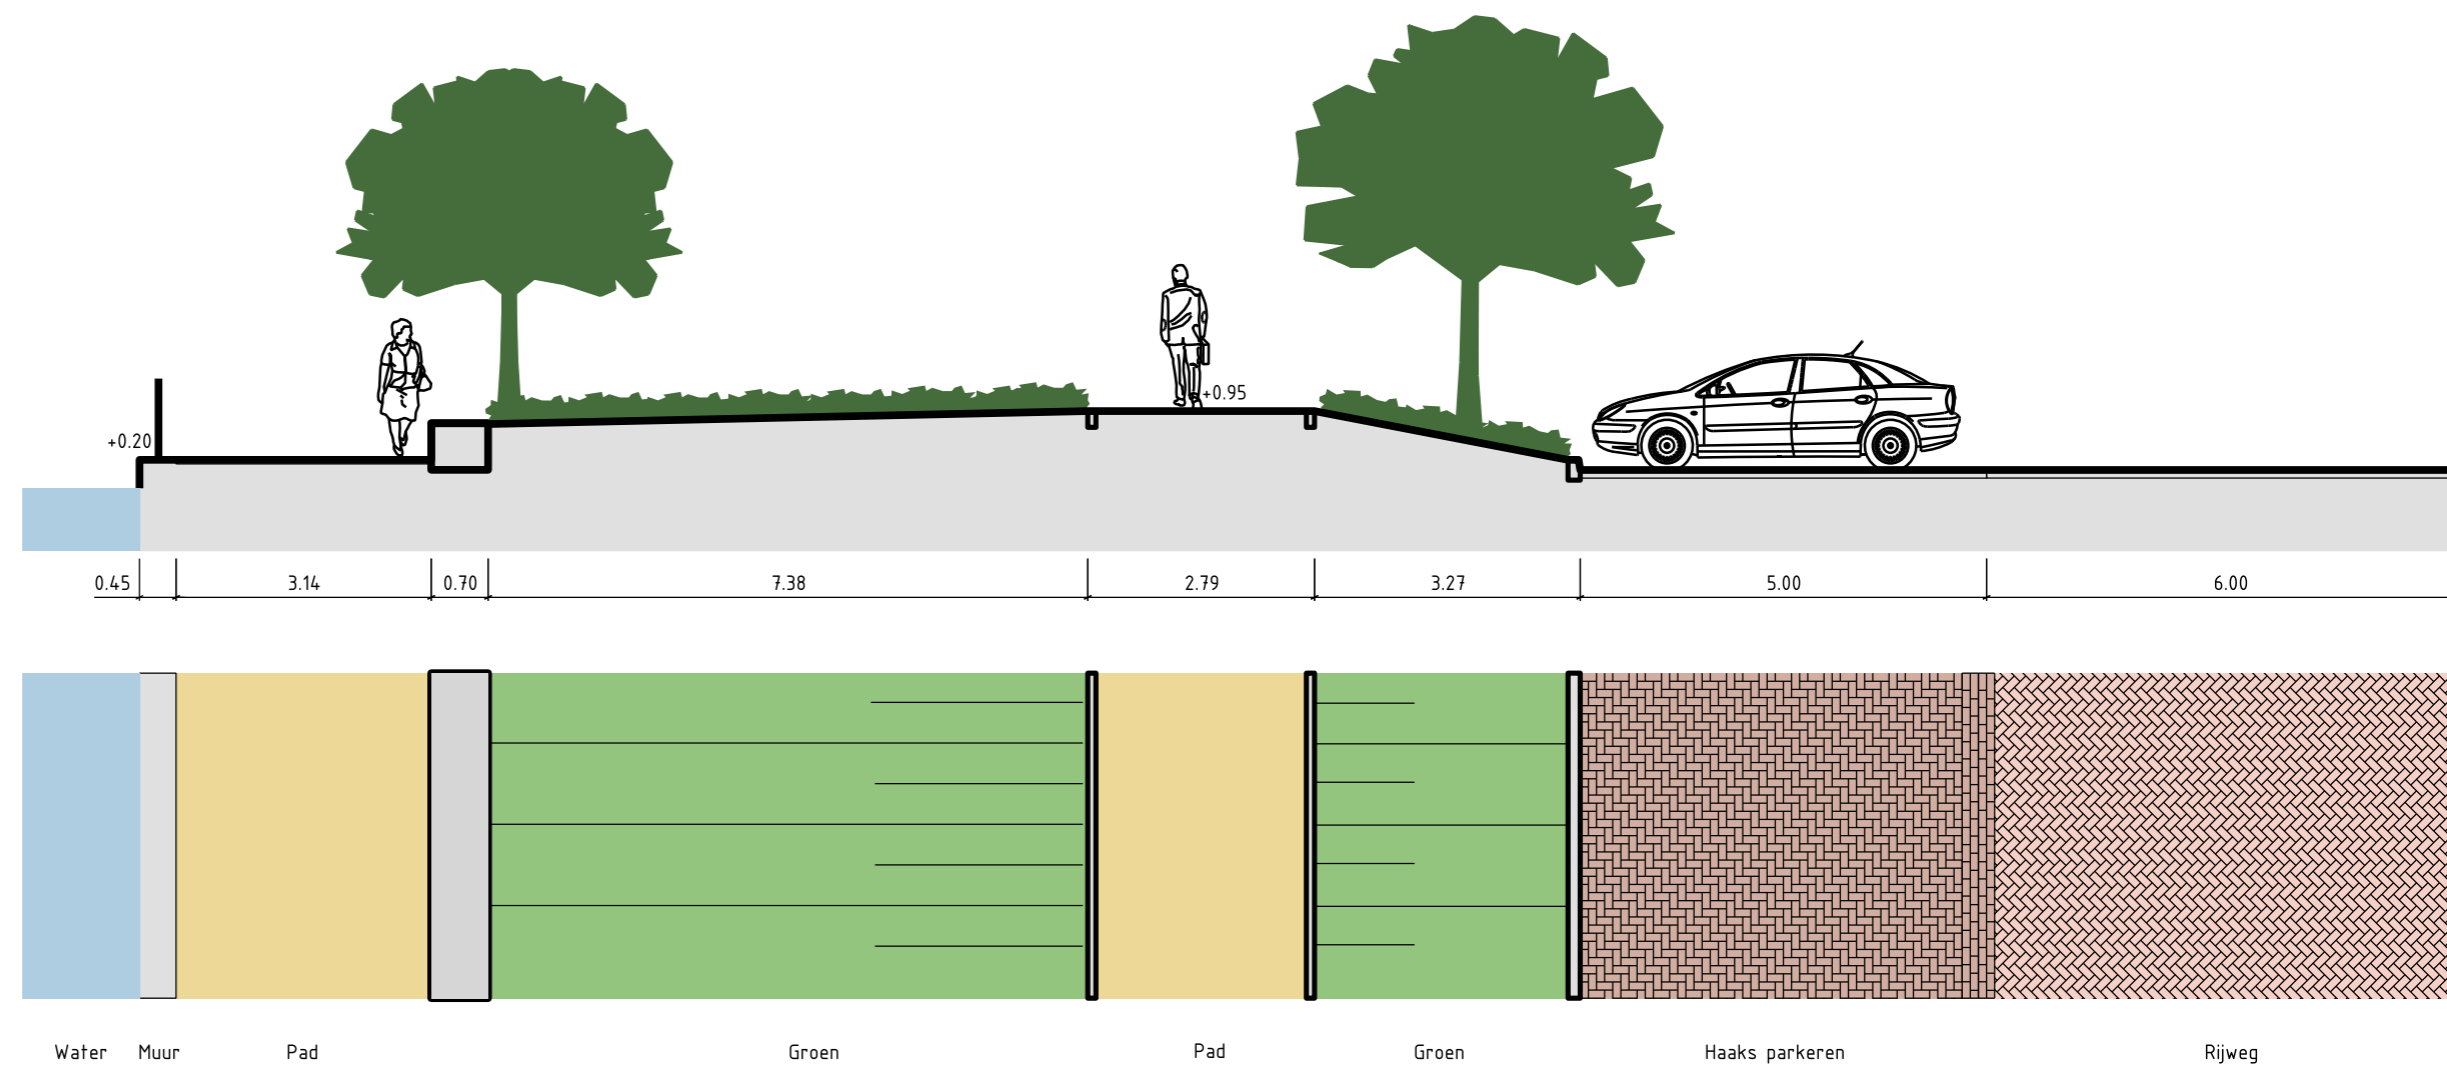 +0.95
+0.20
0.45 3.14 0.70 7.38 2.79 3.27 5.00 6.00
Water Muur Pad Groen Pad Groen Haaks parkeren Rijweg